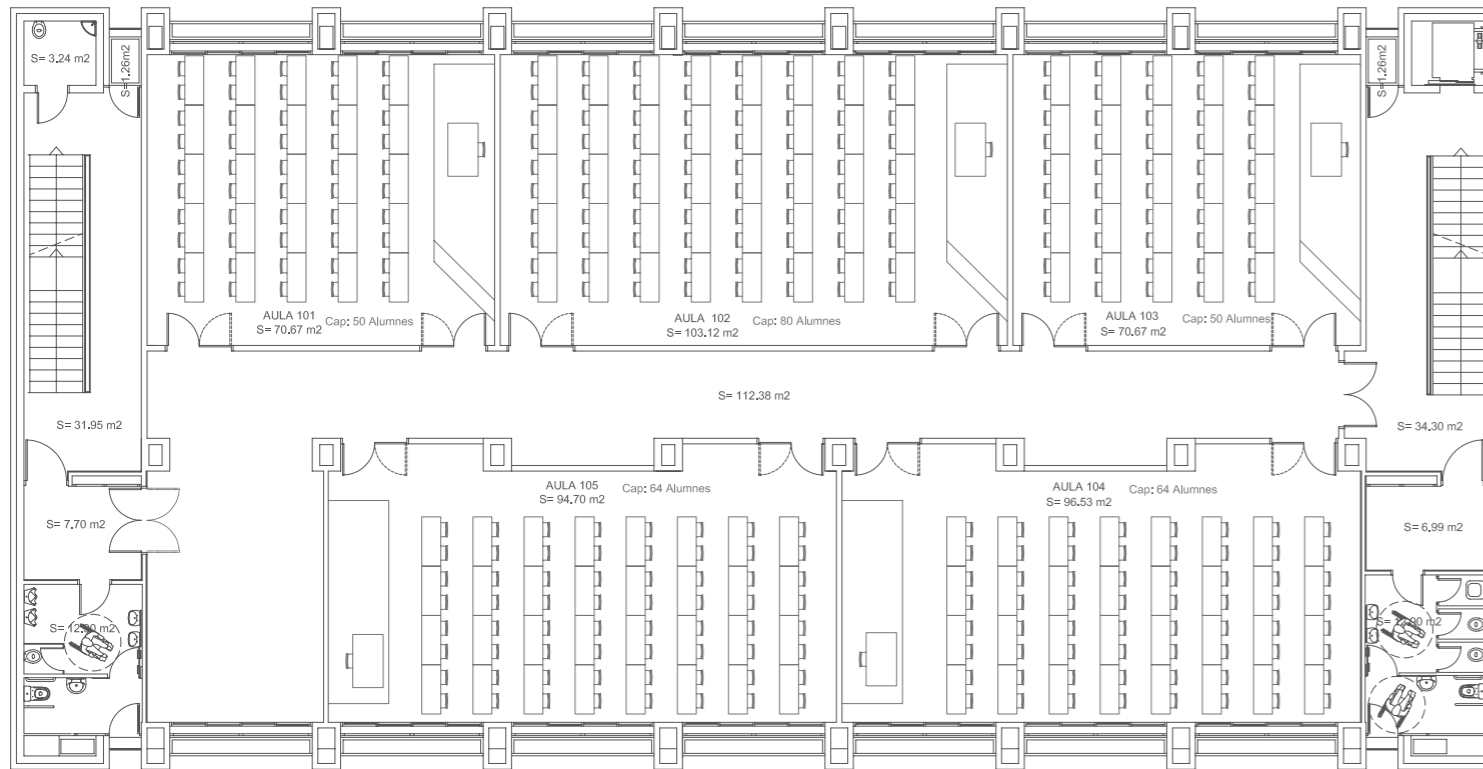 S= 3.24 m2
S=1.26m2
S=1.26m2
AULA 101
S= 70.67 m2
Cap: 50 Alumnes
AULA 102
S= 103.12 m2
Cap: 80 Alumnes
AULA 103
S= 70.67 m2
Cap: 50 Alumnes
S= 112.38 m2
S= 31.95 m2
S= 34.30 m2
AULA 105
S= 94.70 m2
Cap: 64 Alumnes
AULA 104
S= 96.53 m2
Cap: 64 Alumnes
S= 7.70 m2
S= 6.99 m2